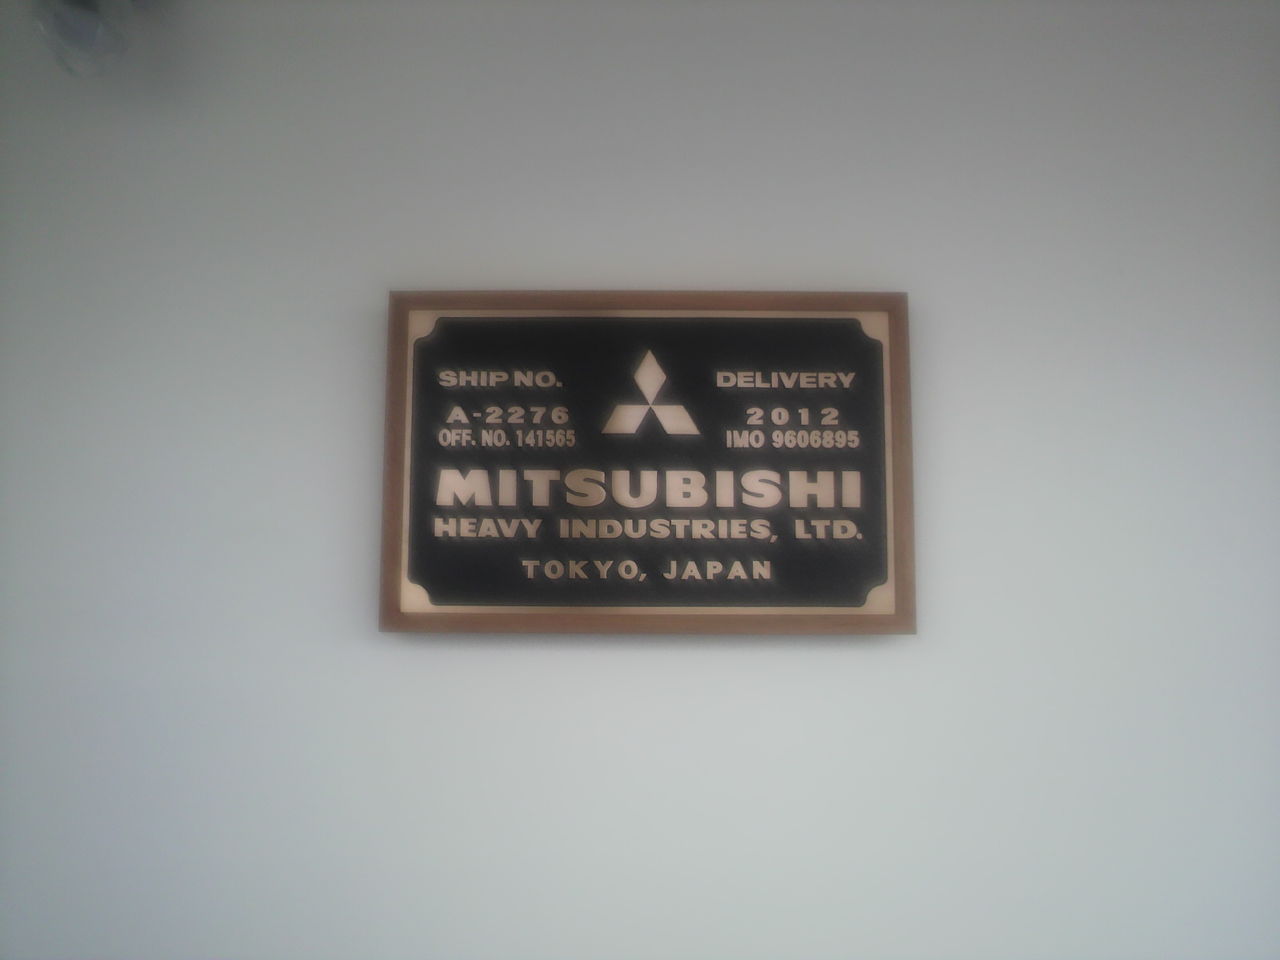 SHIP NO. DELIVERY
A-2276 2012
OFF. NO. 141565 IMO 9606895
MITSUBISHI
HEAVY INDUSTRIES, LTD.
TOKYO, JAPAN